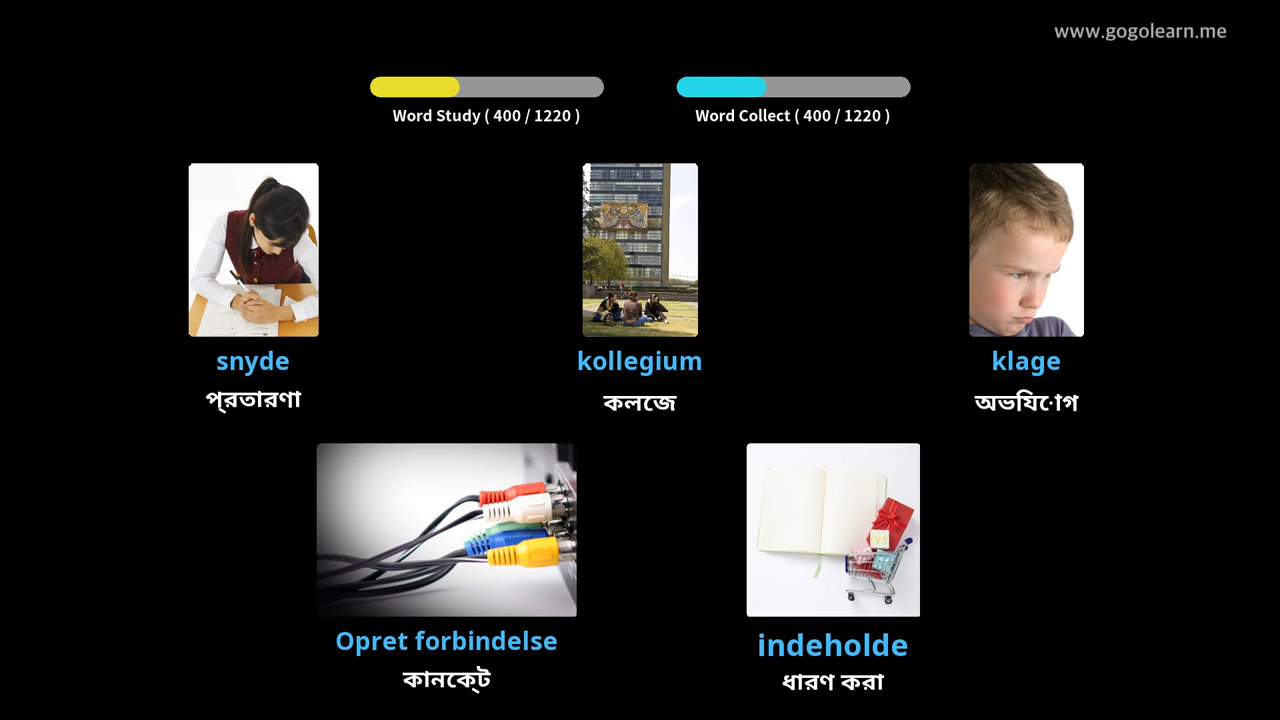 www.gogolearn.me
Word Study ( 400 / 1220 )
Word Collect ( 400 / 1220 )
snyde
kollegium
klage
প্রতারণা
কলেজ
অভিযোগ
Opret forbindelse
indeholde
কানেক্ট
ধারণ করা